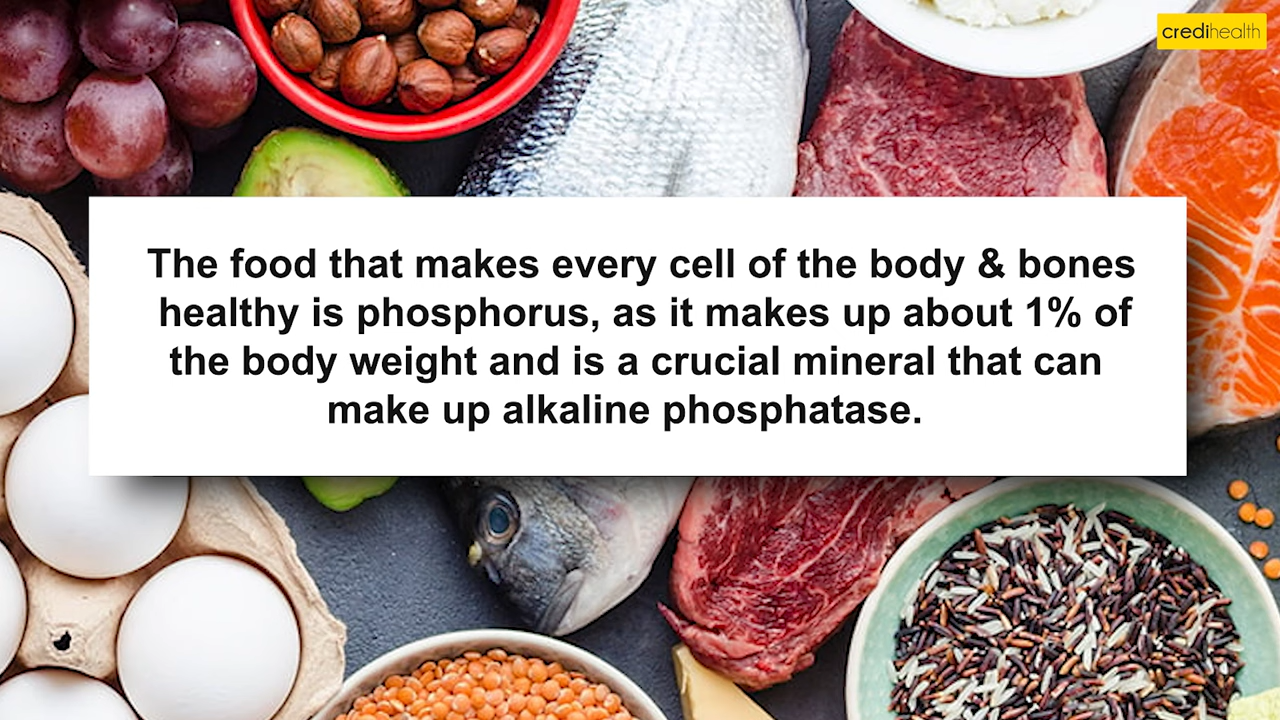 credihealth
The food that makes every cell of the body & bones
healthy is phosphorus, as it makes up about 1% of
the body weight and is a crucial mineral that can
make up alkaline phosphatase.